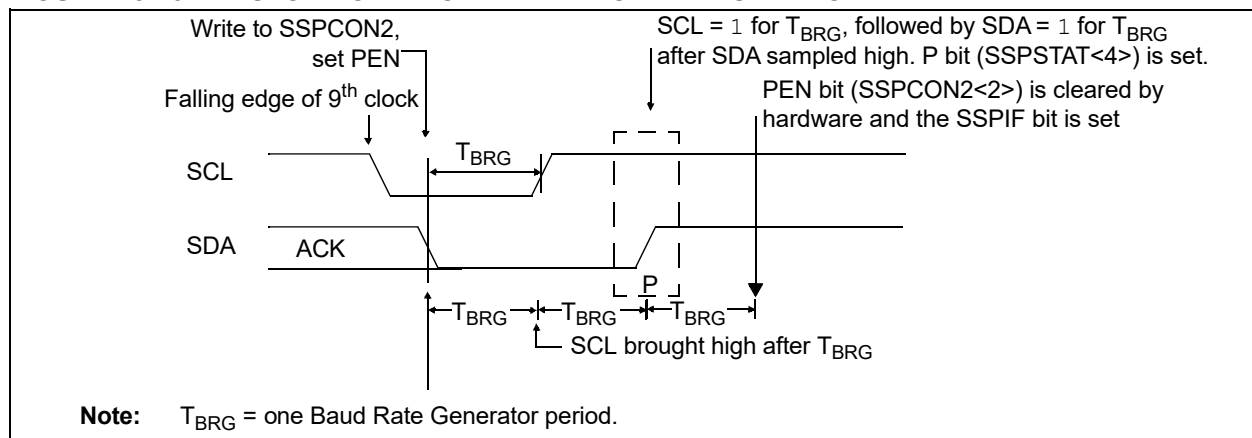 Write to SSPCON2,
set PEN
SCL = 1 for TBRG, followed by SDA = 1 for TBRG
after SDA sampled high. P bit (SSPSTAT<4>) is set.
Falling edge of 9th clock
PEN bit (SSPCON2<2>) is cleared by
hardware and the SSPIF bit is set
SCL
TBRG
SDA
ACK
P
TBRG
TBRG
TBRG
SCL brought high after TBRG
Note: TBRG = one Baud Rate Generator period.